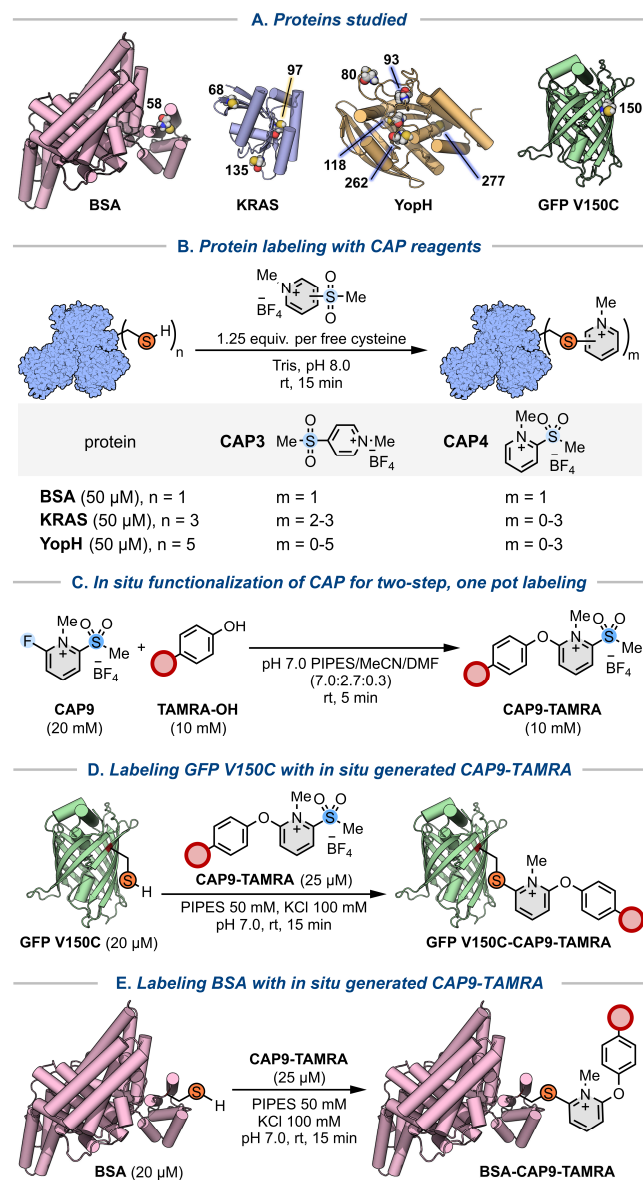 A. Proteins studied
58
BSA
68
97
135
KRAS
80
93
118
262
277
YopH
150
GFP V150C
B. Protein labeling with CAP reagents
S H
n
Me
N
+
O
S
O
Me
−
BF4
1.25 equiv. per free cysteine
Tris, pH 8.0
rt, 15 min
S
Me
N
+
m
protein
CAP3
Me S O O
N Me
+
−
BF4
CAP4
Me
N
+
O O
S
Me
−
BF4
BSA (50 µM), n = 1 m = 1 m = 1
KRAS (50 µM), n = 3 m = 2-3 m = 0-3
YopH (50 µM), n = 5 m = 0-5 m = 0-3
C. In situ functionalization of CAP for two-step, one pot labeling
F
Me
N
+
O O
S
Me
−
BF4
CAP9
(20 mM)
+
OH
TAMRA-OH
(10 mM)
pH 7.0 PIPES/MeCN/DMF
(7.0:2.7:0.3)
rt, 5 min
O
Me
N
+
O O
S
Me
−
BF4
CAP9-TAMRA
(10 mM)
D. Labeling GFP V150C with in situ generated CAP9-TAMRA
S
H
GFP V150C (20 µM)
O
Me
N
+
O O
S
Me
−
BF4
CAP9-TAMRA (25 µM)
PIPES 50 mM, KCl 100 mM
pH 7.0, rt, 15 min
S
Me
N
+
O
GFP V150C-CAP9-TAMRA
E. Labeling BSA with in situ generated CAP9-TAMRA
S
H
BSA (20 µM)
CAP9-TAMRA
(25 µM)
PIPES 50 mM
KCl 100 mM
pH 7.0, rt, 15 min
S
Me
N
+
O
BSA-CAP9-TAMRA